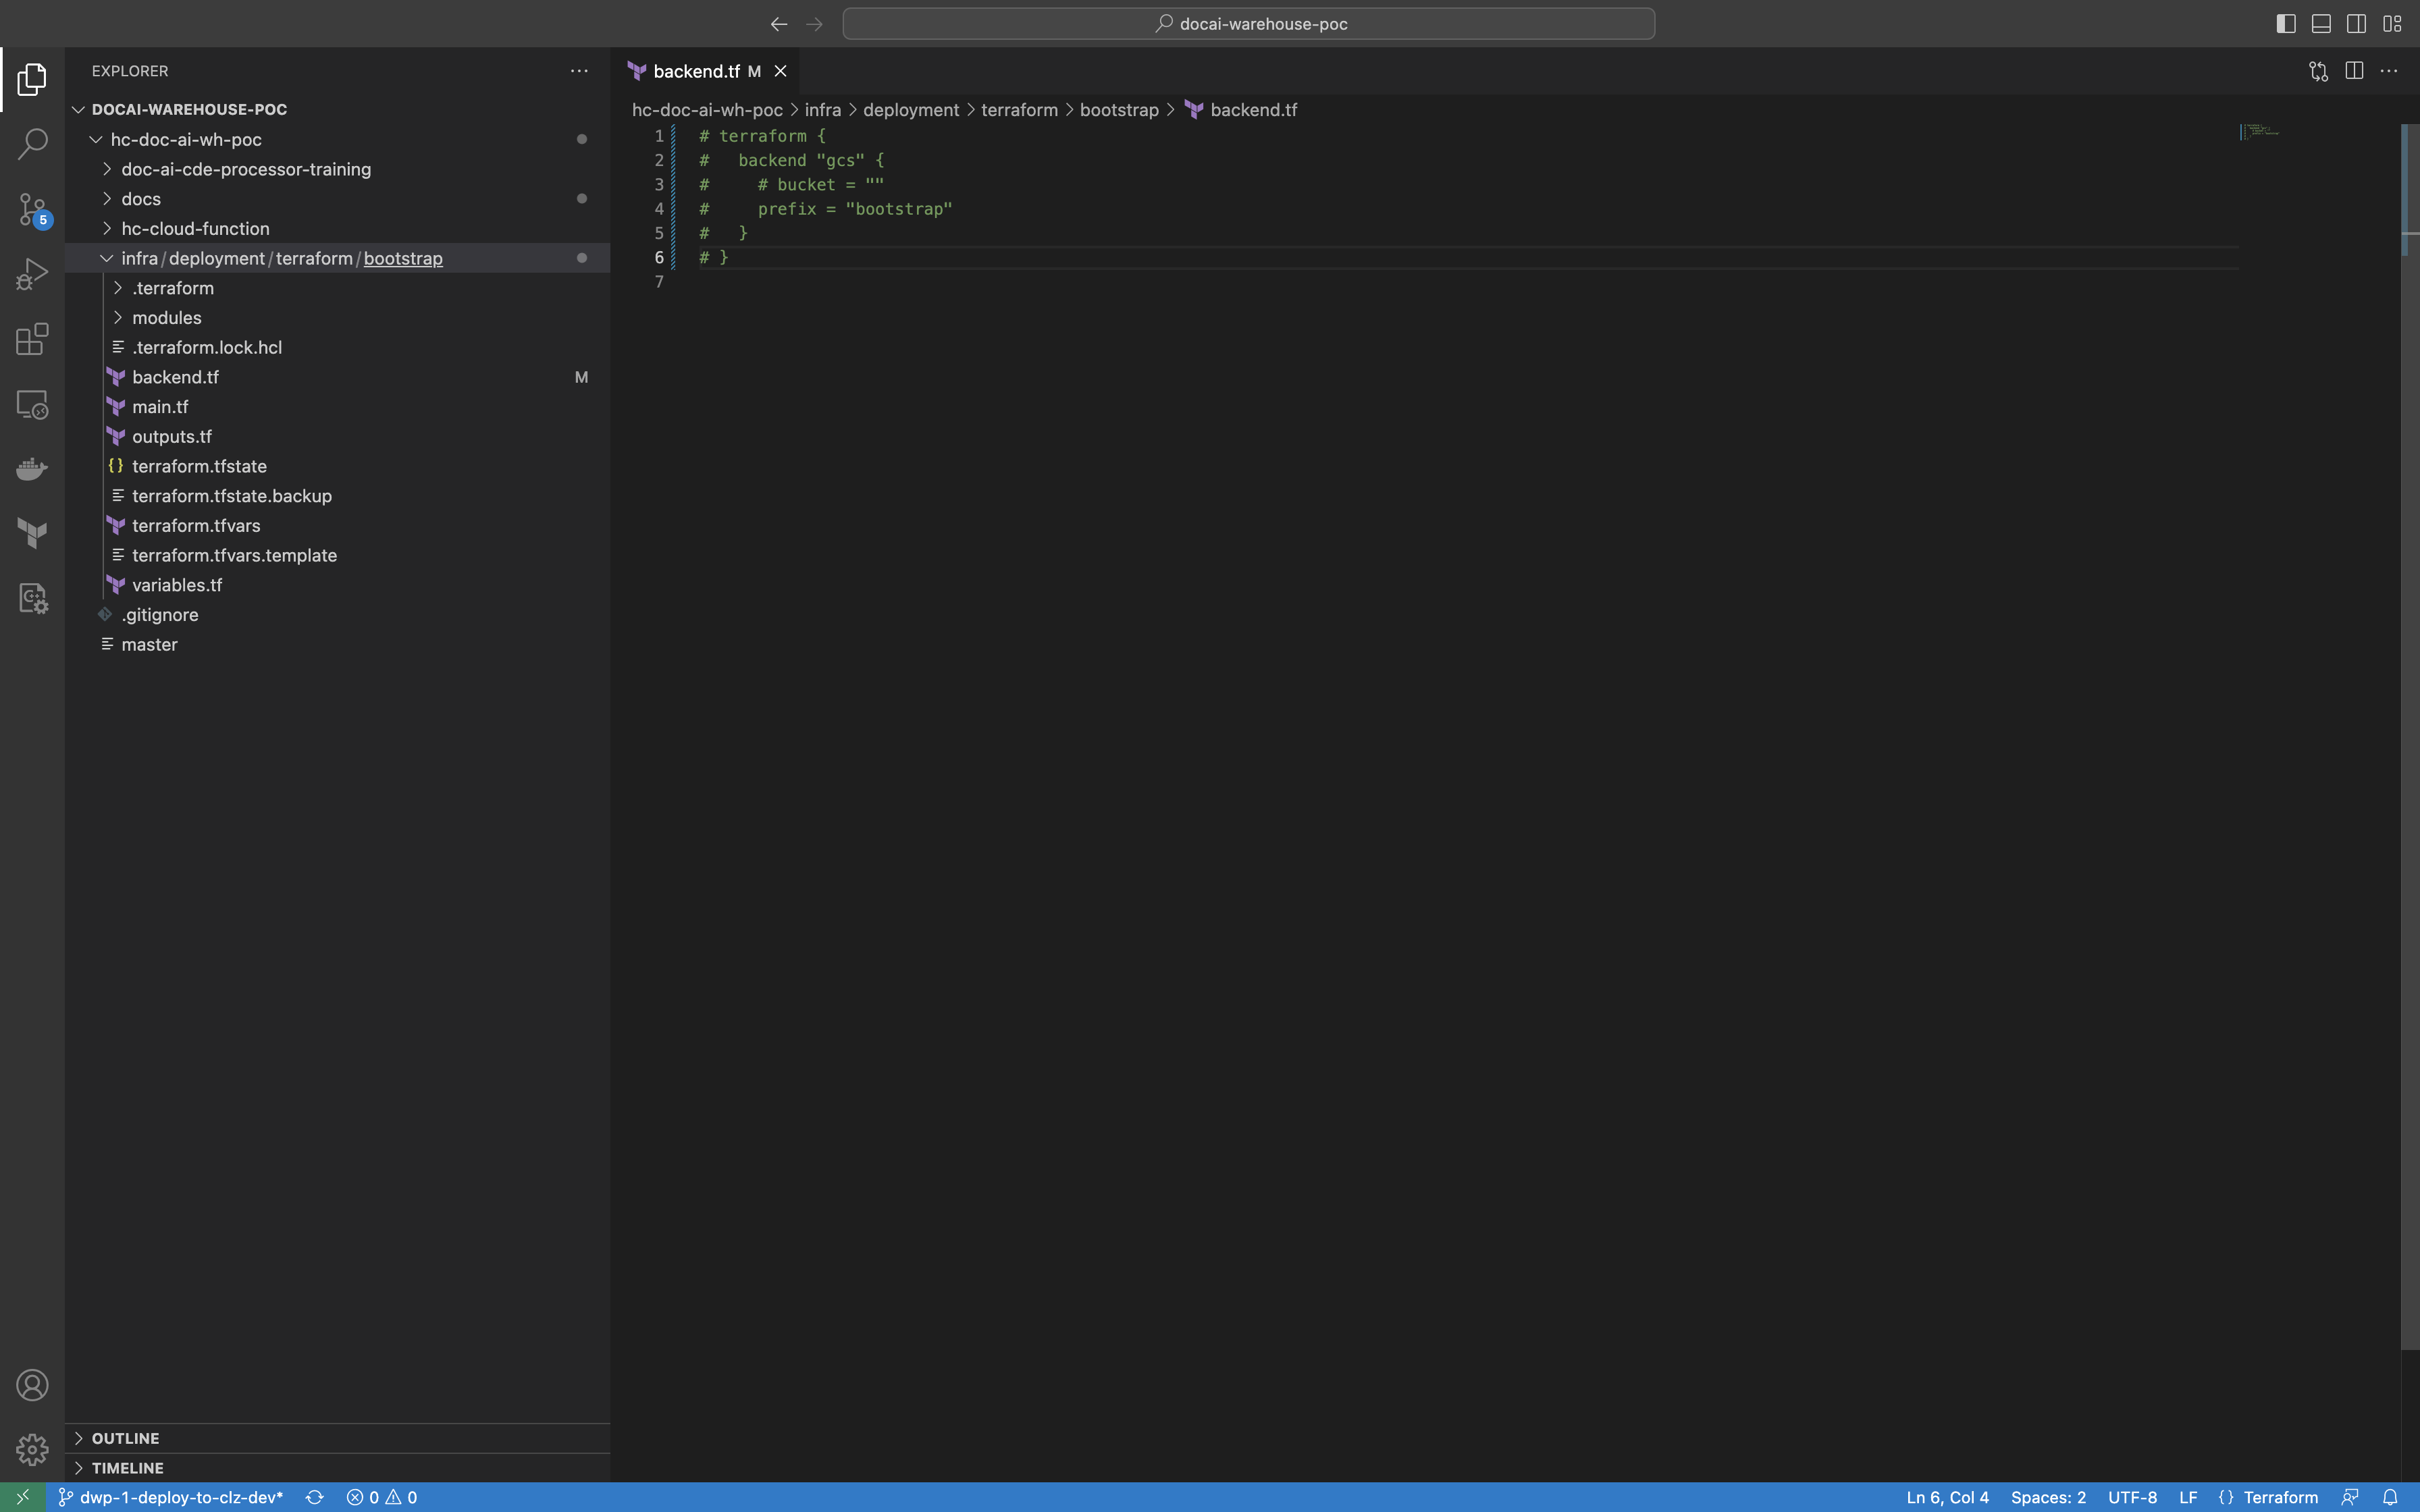 docai-warehouse-poc
EXPLORER
DOCAI-WAREHOUSE-POC
hc-doc-ai-wh-poc
doc-ai-cde-processor-training
docs
hc-cloud-function
infra/deployment/terraform/bootstrap
.terraform
modules
.terraform.lock.hcl
backend.tf M
main.tf
outputs.tf
terraform.tfstate
terraform.tfstate.backup
terraform.tfvars
terraform.tfvars.template
variables.tf
.gitignore
master
5
OUTLINE
TIMELINE
backend.tf M
hc-doc-ai-wh-poc > infra > deployment > terraform > bootstrap > backend.tf
1 # terraform {
2 #   backend "gcs" {
3 #     # bucket = ""
4 #     prefix = "bootstrap"
5 #   }
6 # }
7
dwp-1-deploy-to-clz-dev* 0 0 Ln 6, Col 4 Spaces: 2 UTF-8 LF {} Terraform